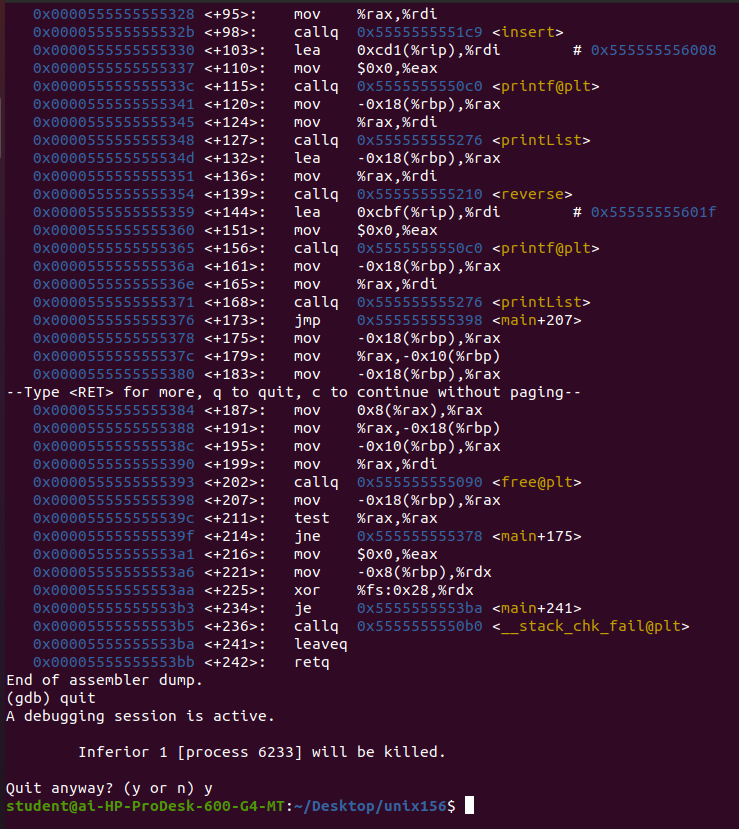 0x0000555555555328 <+95>: mov %rax,%rdi
0x000055555555532b <+98>: callq 0x5555555551c9 <insert>
0x0000555555555330 <+103>: lea 0xcd1(%rip),%rdi # 0x555555556008
0x0000555555555337 <+110>: mov $0x0,%eax
0x000055555555533c <+115>: callq 0x5555555550c0 <printf@plt>
0x0000555555555341 <+120>: mov -0x18(%rbp),%rax
0x0000555555555345 <+124>: mov %rax,%rdi
0x0000555555555348 <+127>: callq 0x555555555276 <printList>
0x000055555555534d <+132>: lea -0x18(%rbp),%rax
0x0000555555555351 <+136>: mov %rax,%rdi
0x0000555555555354 <+139>: callq 0x555555555210 <reverse>
0x0000555555555359 <+144>: lea 0xcbf(%rip),%rdi # 0x55555555601f
0x0000555555555360 <+151>: mov $0x0,%eax
0x0000555555555365 <+156>: callq 0x5555555550c0 <printf@plt>
0x000055555555536a <+161>: mov -0x18(%rbp),%rax
0x000055555555536e <+165>: mov %rax,%rdi
0x0000555555555371 <+168>: callq 0x555555555276 <printList>
0x0000555555555376 <+173>: jmp 0x555555555398 <main+207>
0x0000555555555378 <+175>: mov -0x18(%rbp),%rax
0x000055555555537c <+179>: mov %rax,-0x10(%rbp)
0x0000555555555380 <+183>: mov -0x18(%rbp),%rax
--Type <RET> for more, q to quit, c to continue without paging--
0x0000555555555384 <+187>: mov 0x8(%rax),%rax
0x0000555555555388 <+191>: mov %rax,-0x18(%rbp)
0x000055555555538c <+195>: mov -0x10(%rbp),%rax
0x0000555555555390 <+199>: mov %rax,%rdi
0x0000555555555393 <+202>: callq 0x555555555090 <free@plt>
0x0000555555555398 <+207>: mov -0x18(%rbp),%rax
0x000055555555539c <+211>: test %rax,%rax
0x000055555555539f <+214>: jne 0x555555555378 <main+175>
0x00005555555553a1 <+216>: mov $0x0,%eax
0x00005555555553a6 <+221>: mov -0x8(%rbp),%rdx
0x00005555555553aa <+225>: xor %fs:0x28,%rdx
0x00005555555553b3 <+234>: je 0x5555555553ba <main+241>
0x00005555555553b5 <+236>: callq 0x5555555550b0 <__stack_chk_fail@plt>
0x00005555555553ba <+241>: leaveq
0x00005555555553bb <+242>: retq
End of assembler dump.
(gdb) quit
A debugging session is active.
Inferior 1 [process 6233] will be killed.
Quit anyway? (y or n) y
student@ai-HP-ProDesk-600-G4-MT:~/Desktop/unix156$